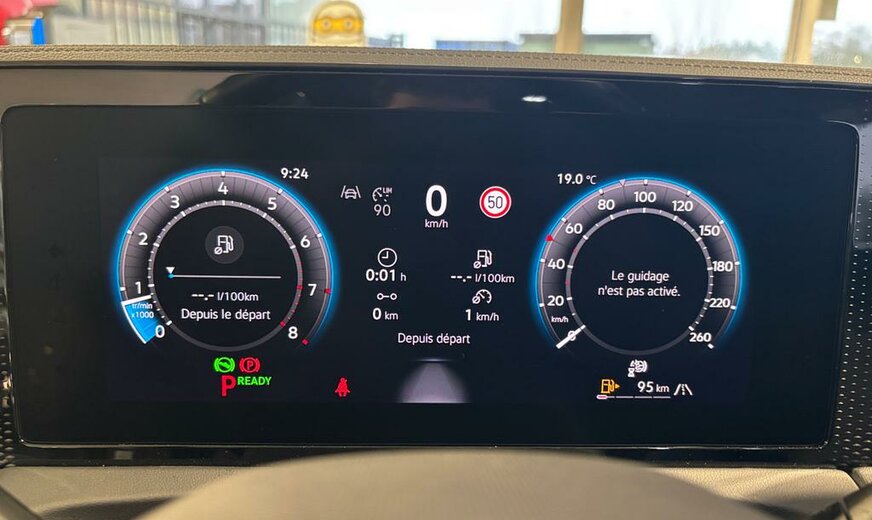 9:24
4
3
5
2
6
1
7
tr/min
x1000
0
8
--.- l/100km
Depuis le départ
LIM
90
0
km/h
50
0:01 h
--.- l/100km
0 km
1 km/h
Depuis départ
19.0 °C
80
100
120
60
150
40
180
20
220
km/h
0
260
Le guidage
n'est pas activé.
P
P READY
95 km